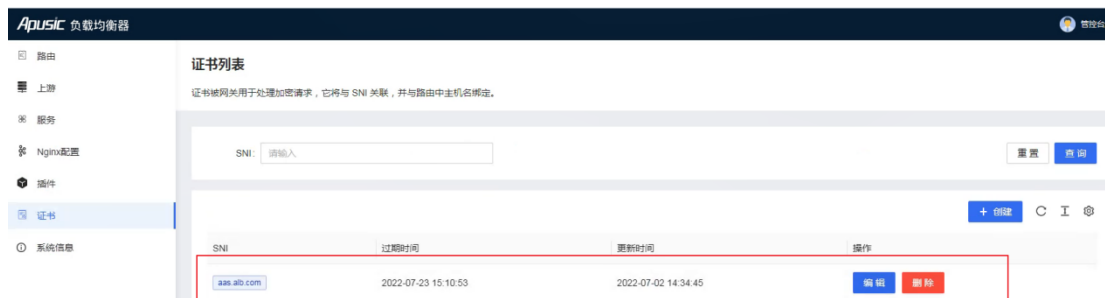 Apusic 负载均衡器
管控台
路由
上游
服务
Nginx配置
插件
证书
系统信息
证书列表
证书被网关用于处理加密请求，它将与 SNI 关联，并与路由中主机名绑定。
SNI: 请输入
重置 查询
+ 创建
SNI 过期时间 更新时间 操作
aas.alb.com 2022-07-23 15:10:53 2022-07-02 14:34:45 编辑 删除